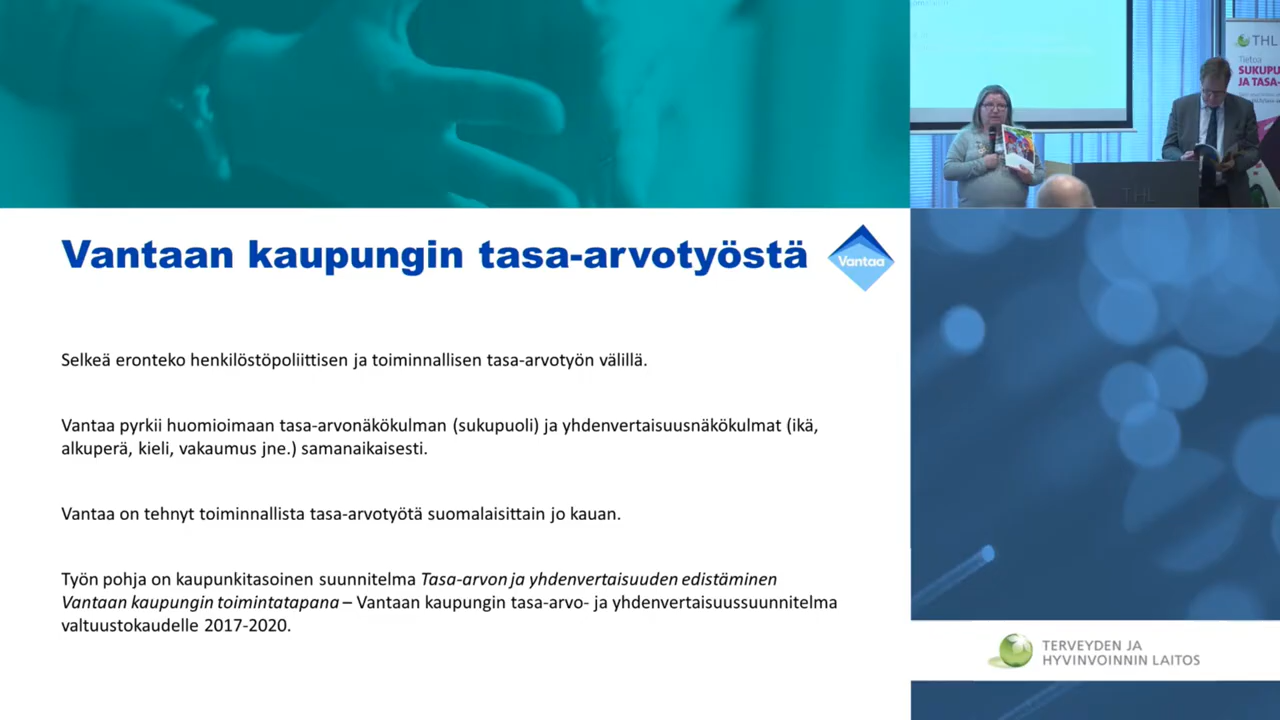 THL
Tietoa
SUKUPU
JA TASA-
THL
Vantaan kaupungin tasa-arvotyöstä
Vantaa
Selkeä eronteko henkilöstöpoliittisen ja toiminnallisen tasa-arvotyön välillä.
Vantaa pyrkii huomioimaan tasa-arvonäkökulman (sukupuoli) ja yhdenvertaisuusnäkökulmat (ikä,
alkuperä, kieli, vakaumus jne.) samanaikaisesti.
Vantaa on tehnyt toiminnallista tasa-arvotyötä suomalaisittain jo kauan.
Työn pohja on kaupunkitasoinen suunnitelma Tasa-arvon ja yhdenvertaisuuden edistäminen
Vantaan kaupungin toimintatapana – Vantaan kaupungin tasa-arvo- ja yhdenvertaisuussuunnitelma
valtuustokaudelle 2017-2020.
TERVEYDEN JA
HYVINVOINNIN LAITOS